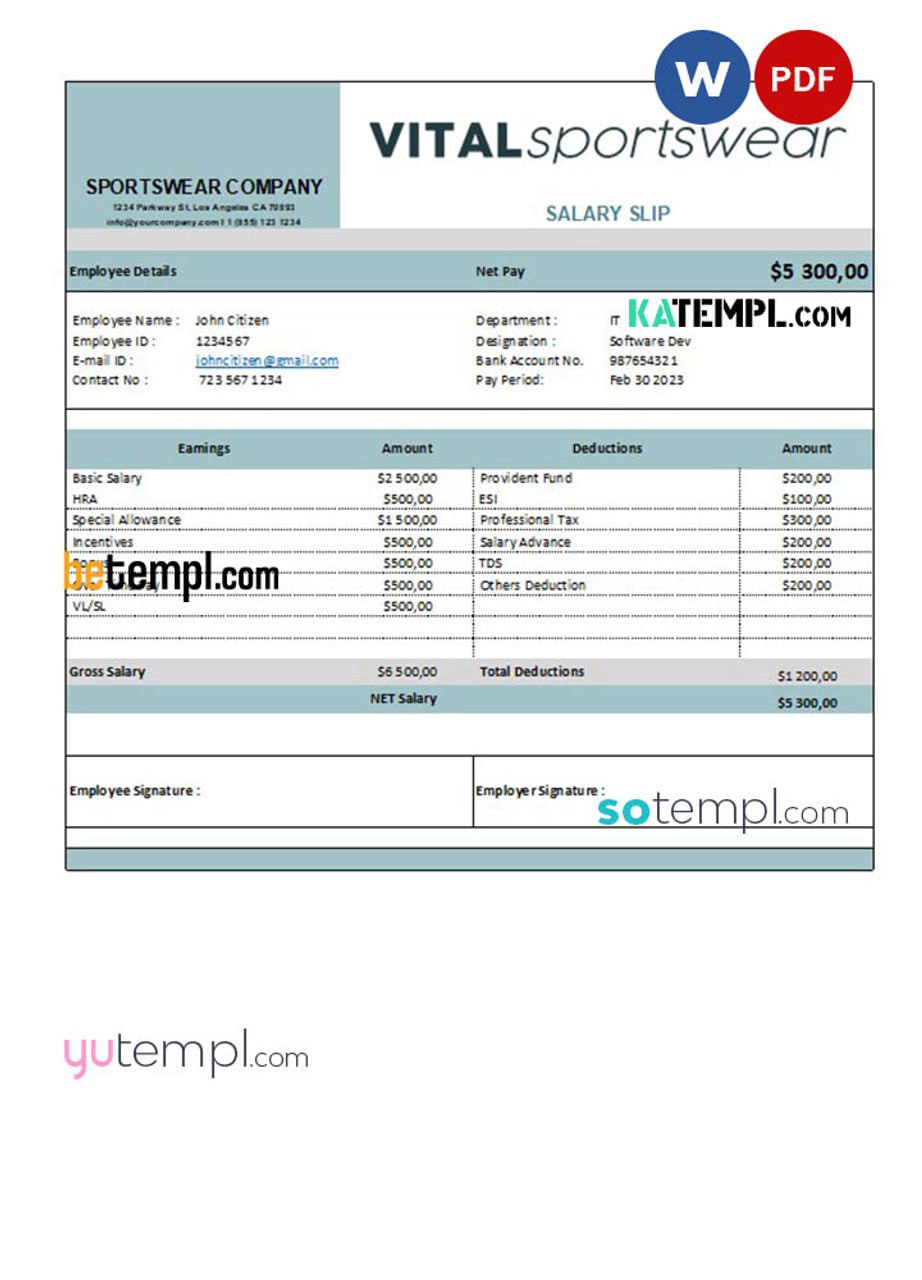 W PDF
VITALsportswear
SPORTSWEAR COMPANY
1234 Parkway St, Los Angeles CA 79893
info@yourcompany.com I 1 (855) 123 1234
SALARY SLIP
Employee Details Net Pay $5 300,00
KATEMPL.COM
Employee Name : John Citizen Department : IT
Employee ID : 1234567 Designation : Software Dev
E-mail ID : johncitizen@gmail.com Bank Account No. 987654321
Contact No : 723 567 1234 Pay Period: Feb 30 2023
Earnings Amount Deductions Amount
Basic Salary $2 500,00 Provident Fund $200,00
HRA $500,00 ESI $100,00
Special Allowance $1 500,00 Professional Tax $300,00
Incentives $500,00 Salary Advance $200,00
$500,00 TDS $200,00
betempl.com
$500,00 Others Deduction $200,00
VL/SL $500,00
Gross Salary $6 500,00 Total Deductions $1 200,00
NET Salary $5 300,00
Employee Signature : Employer Signature :
sotempl.com
yutempl.com